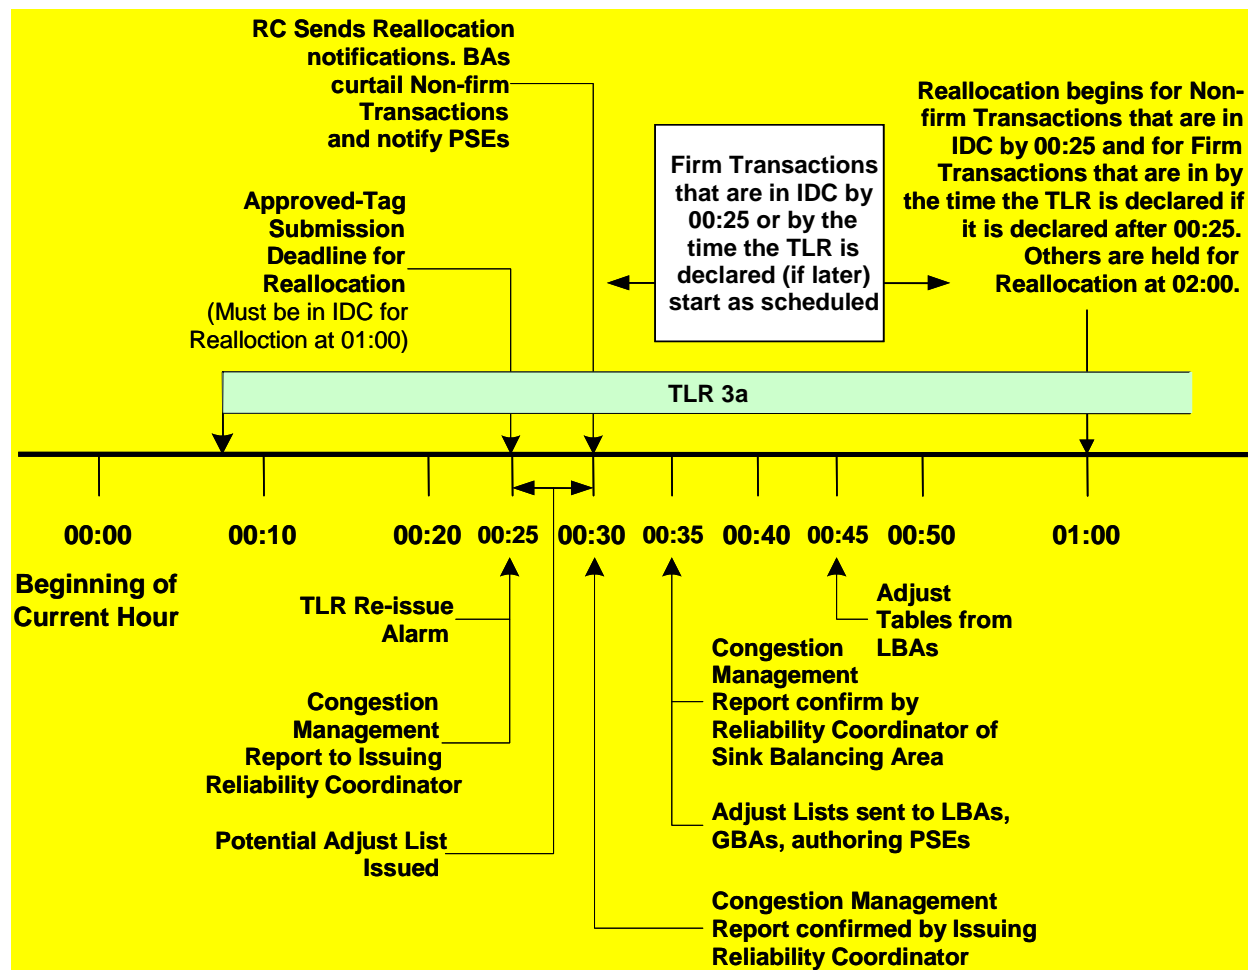 RC Sends Reallocation
notifications. BAs
curtail Non-firm
Transactions
and notify PSEs
Approved-Tag
Submission
Deadline for
Reallocation
(Must be in IDC for
Realloction at 01:00)
Firm Transactions
that are in IDC by
00:25 or by the
time the TLR is
declared (if later)
start as scheduled
Reallocation begins for Non-
firm Transactions that are in
IDC by 00:25 and for Firm
Transactions that are in by
the time the TLR is declared if
it is declared after 00:25.
Others are held for
Reallocation at 02:00.
TLR 3a
00:00 00:10 00:20 00:25 00:30 00:35 00:40 00:45 00:50 01:00
Beginning of
Current Hour
TLR Re-issue
Alarm
Congestion
Management
Report to Issuing
Reliability Coordinator
Potential Adjust List
Issued
Adjust
Tables from
LBAs
Congestion
Management
Report confirm by
Reliability Coordinator of
Sink Balancing Area
Adjust Lists sent to LBAs,
GBAs, authoring PSEs
Congestion Management
Report confirmed by Issuing
Reliability Coordinator